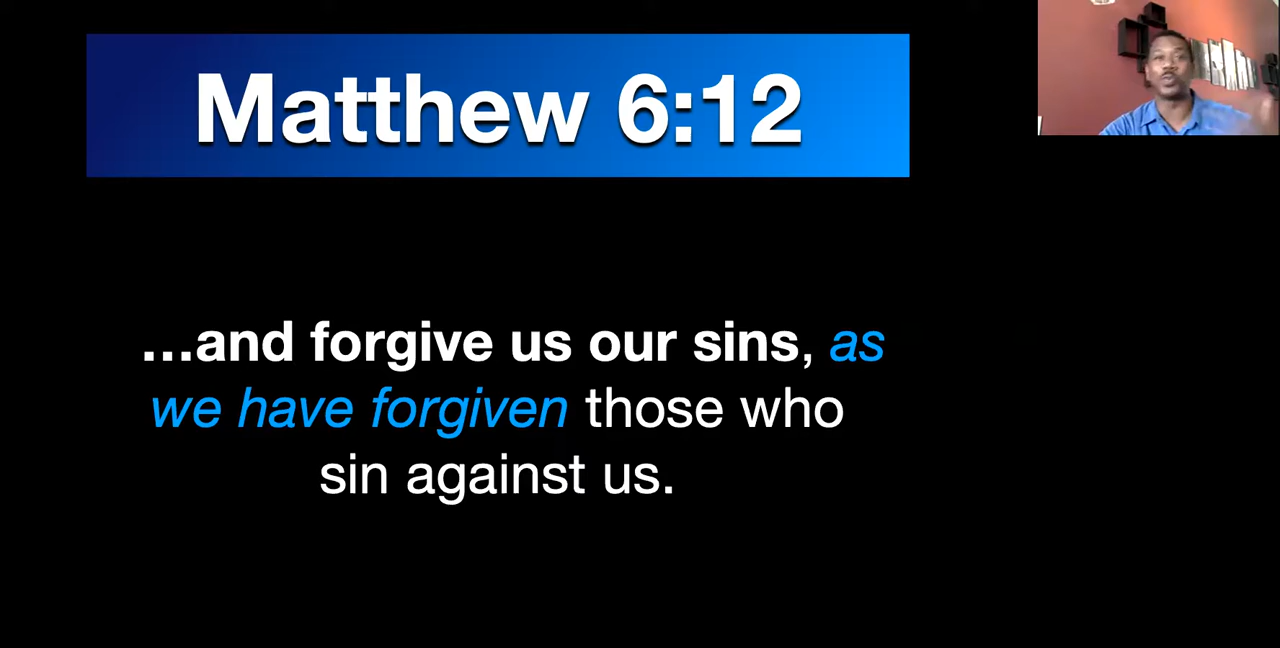 Matthew 6:12
…and forgive us our sins, as
we have forgiven those who
sin against us.